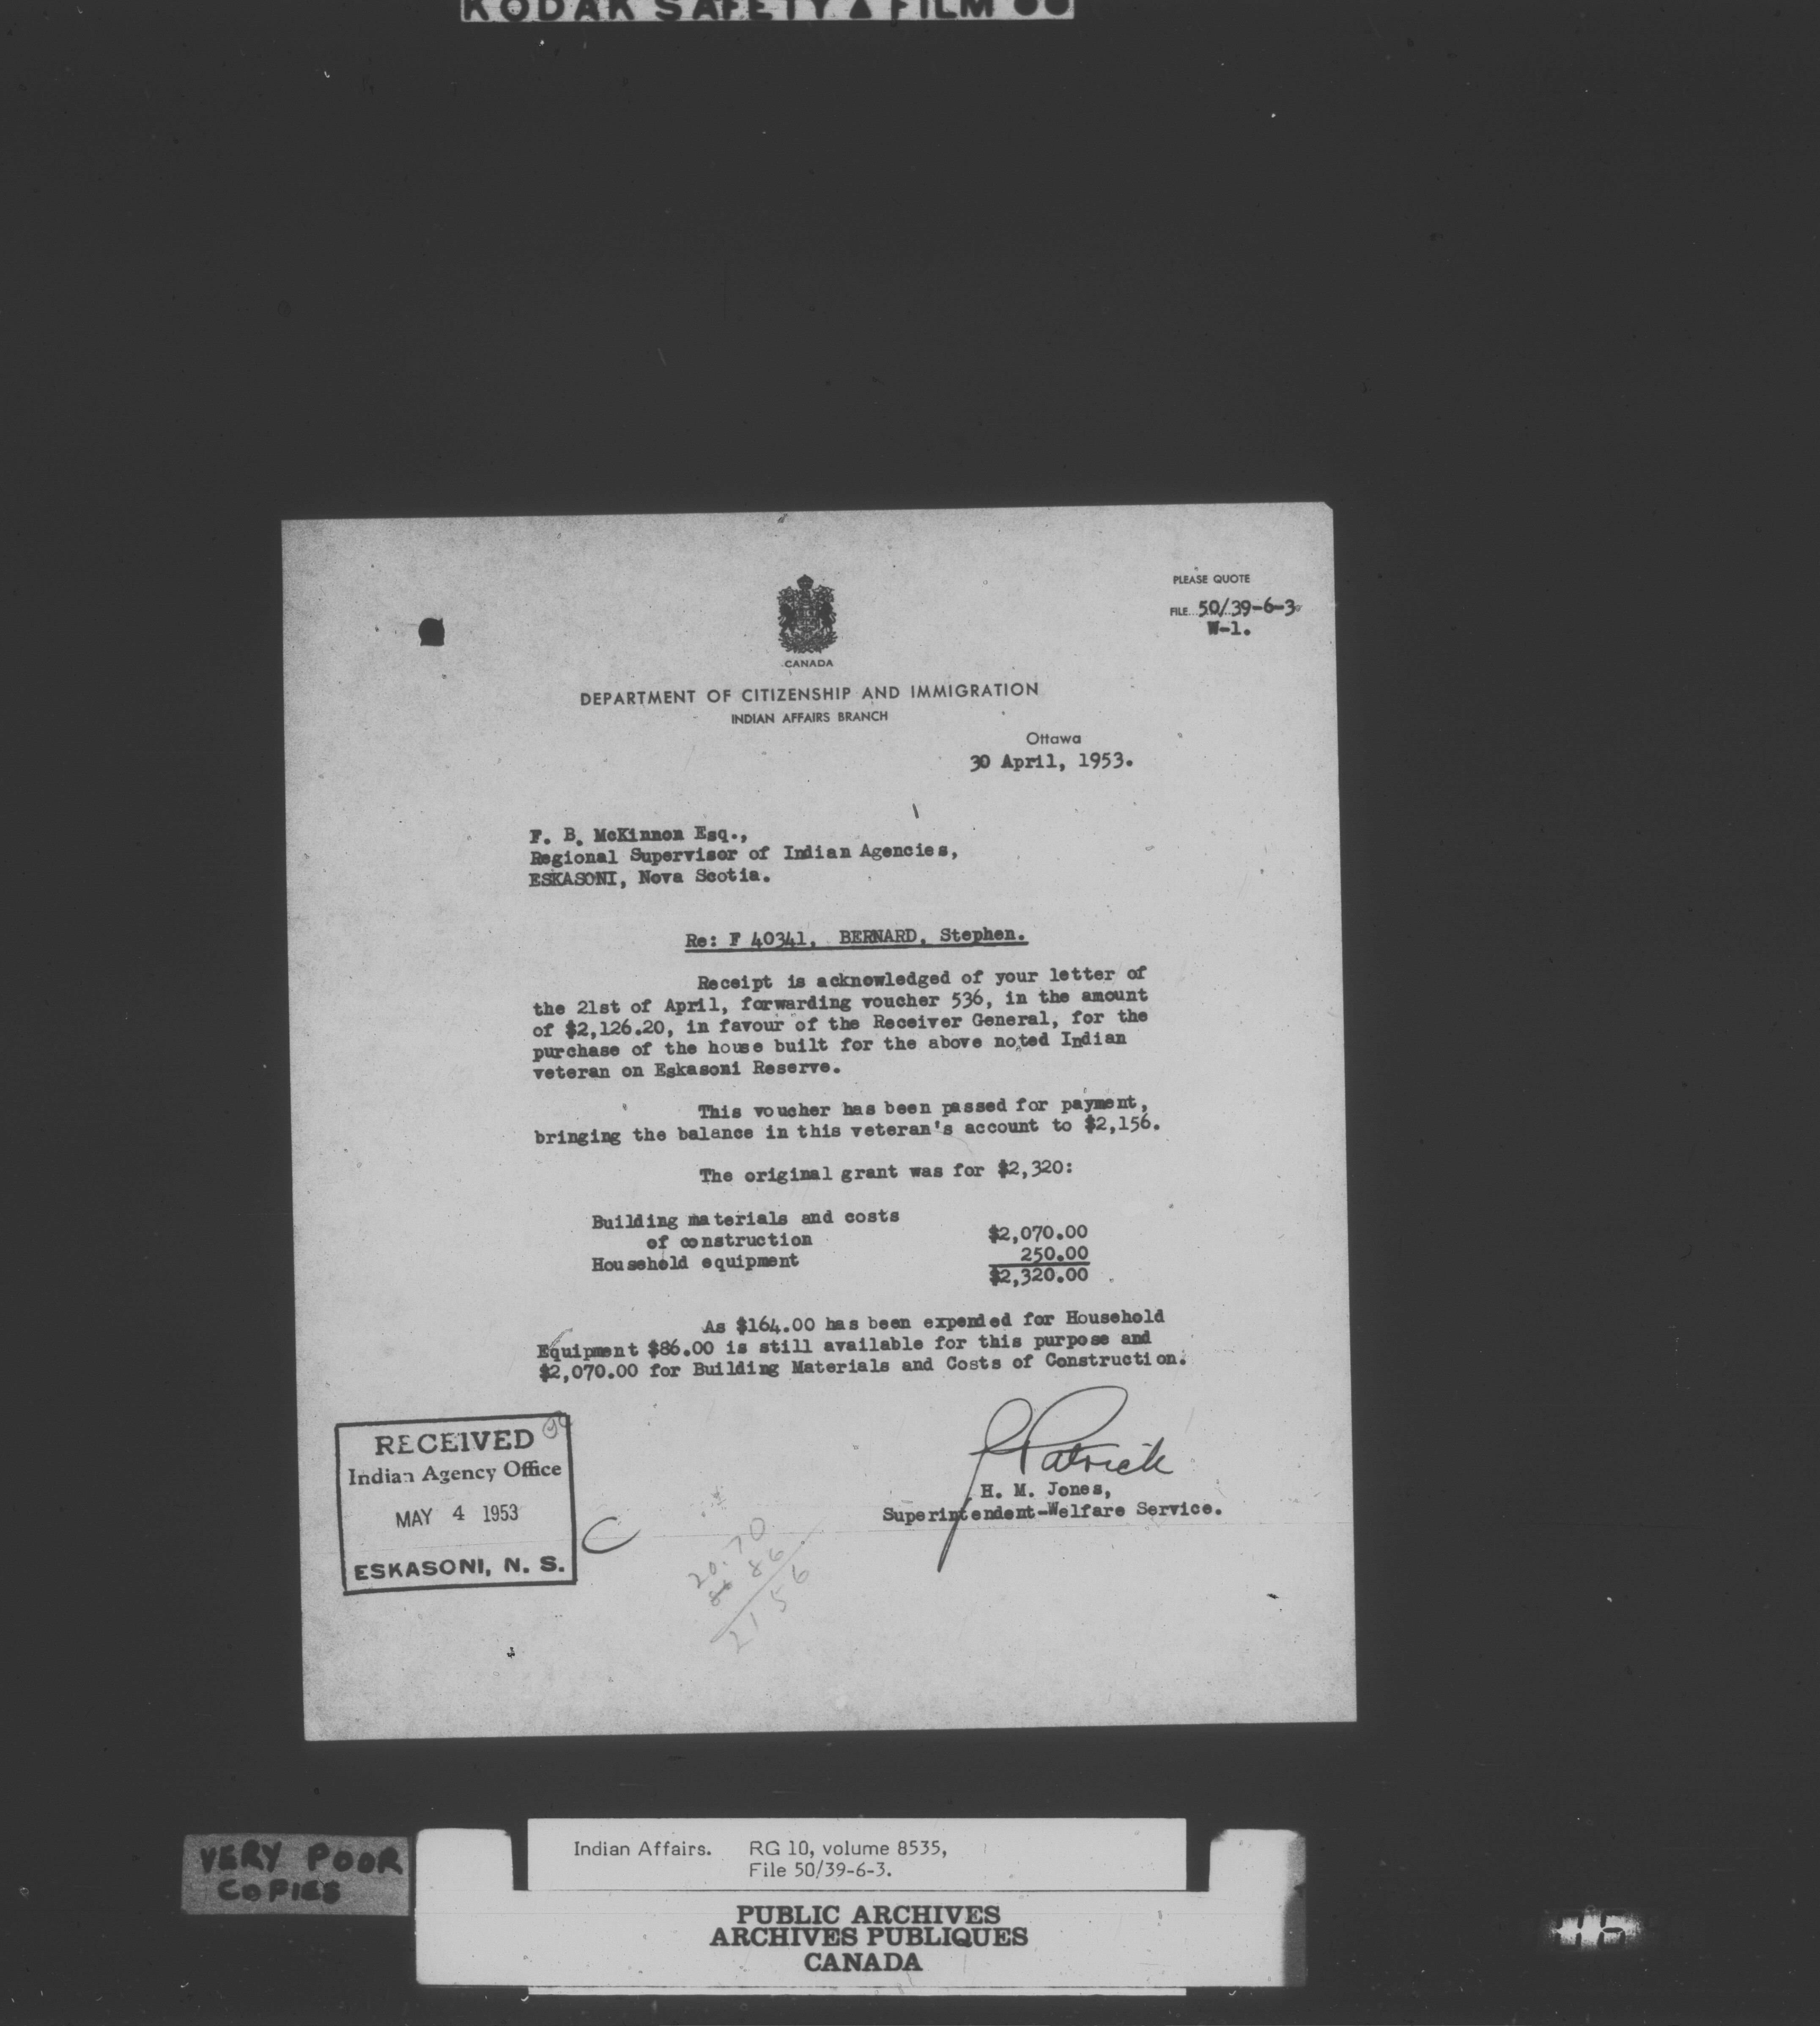 KODAK SAFETY ▲ FILM
PLEASE QUOTE
FILE 50/39-6-3
W-1.
CANADA
DEPARTMENT OF CITIZENSHIP AND IMMIGRATION
INDIAN AFFAIRS BRANCH
Ottawa
30 April, 1953.
F. B. McKinnon Esq.,
Regional Supervisor of Indian Agencies,
ESKASONI, Nova Scotia.
Re: F 40341, BERNARD, Stephen.
Receipt is acknowledged of your letter of
the 21st of April, forwarding voucher 536, in the amount
of $2,126.20, in favour of the Receiver General, for the
purchase of the house built for the above noted Indian
veteran on Eskasoni Reserve.
This voucher has been passed for payment,
bringing the balance in this veteran's account to $2,156.
The original grant was for $2,320:
Building materials and costs
of construction $2,070.00
Household equipment 250.00
$2,320.00
As $164.00 has been expended for Household
Equipment $86.00 is still available for this purpose and
$2,070.00 for Building Materials and Costs of Construction.
Patrick
H. M. Jones,
Superintendent-Welfare Service.
RECEIVED
Indian Agency Office
MAY 4 1953
ESKASONI, N. S.
C
20.70
86 86
21 56
VERY POOR
COPIES
Indian Affairs. RG 10, volume 8535,
File 50/39-6-3.
PUBLIC ARCHIVES
ARCHIVES PUBLIQUES
CANADA